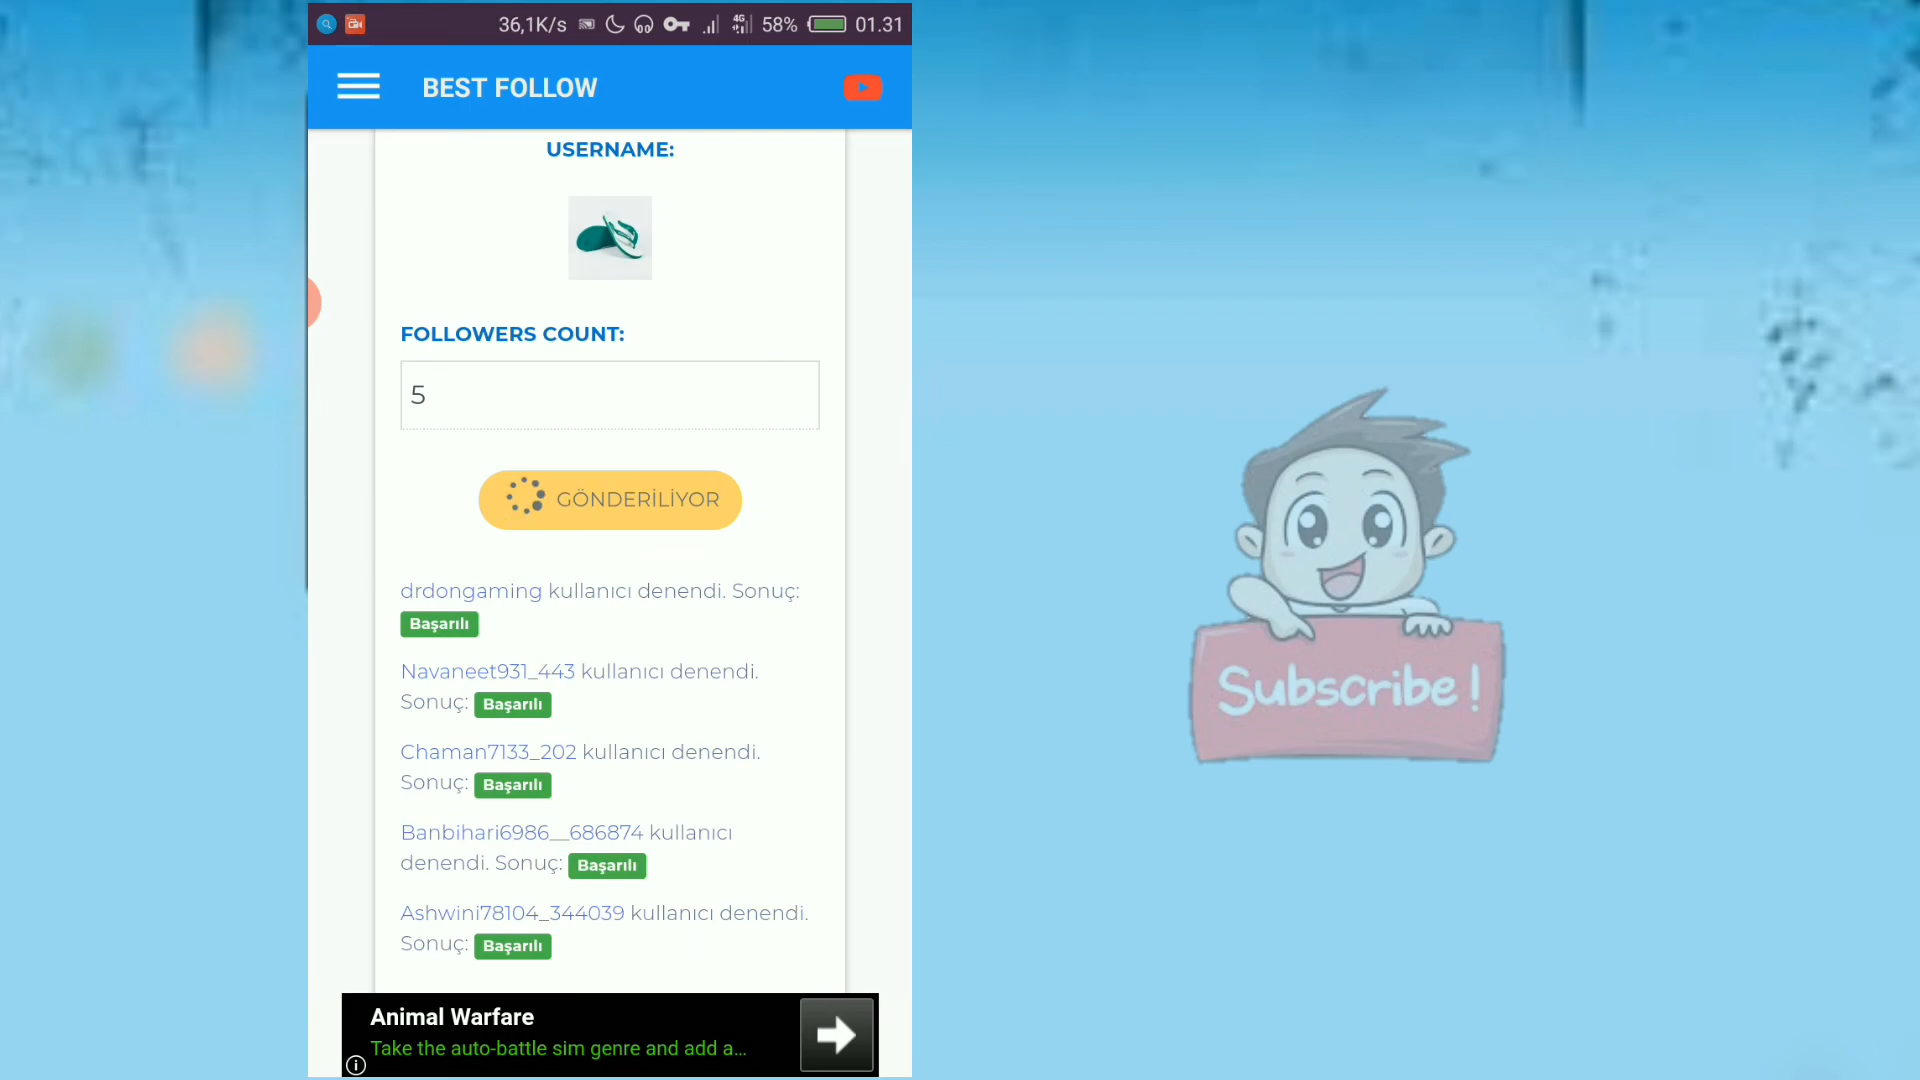 36,1K/s 4G 58% 01.31
BEST FOLLOW
USERNAME:
FOLLOWERS COUNT:
5
GÖNDERİLİYOR
drdongaming kullanıcı denendi. Sonuç:
Başarılı
Navaneet931_443 kullanıcı denendi.
Sonuç: Başarılı
Chaman7133_202 kullanıcı denendi.
Sonuç: Başarılı
Banbihari6986__686874 kullanıcı
denendi. Sonuç: Başarılı
Ashwini78104_344039 kullanıcı denendi.
Sonuç: Başarılı
Subscribe!
Animal Warfare
Take the auto-battle sim genre and add a...